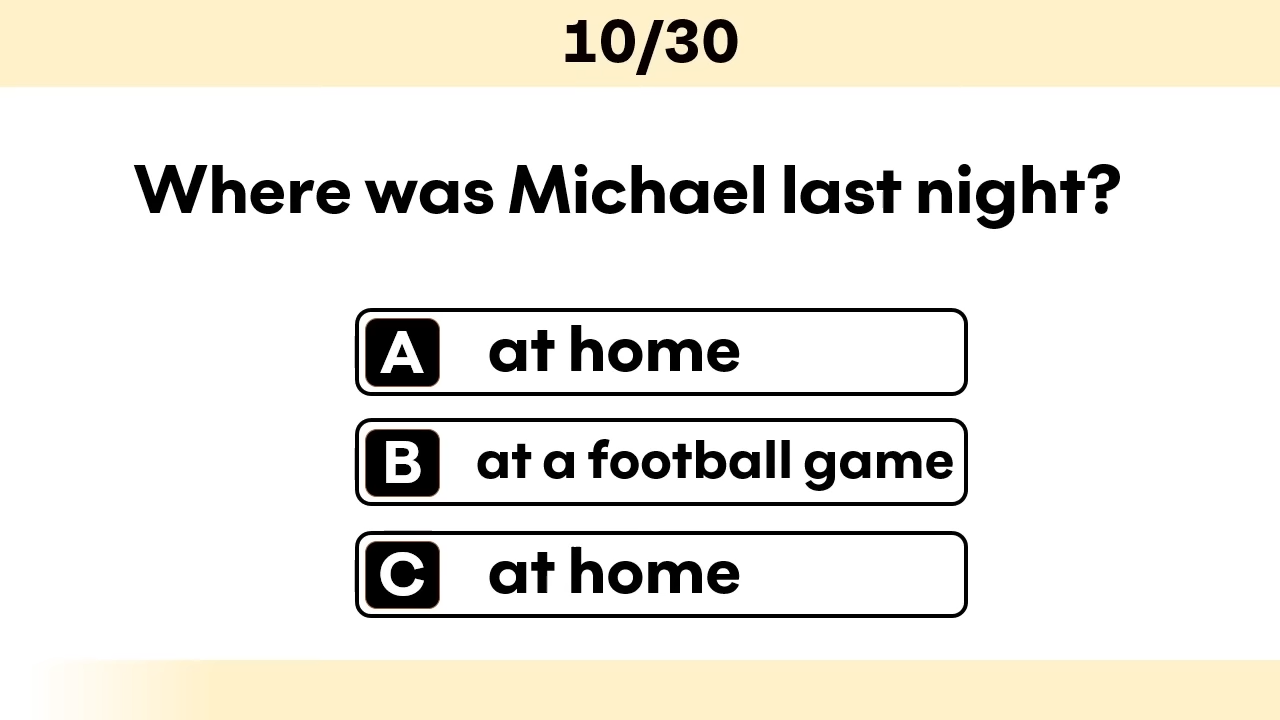 10/30
Where was Michael last night?
A at home
B at a football game
C at home